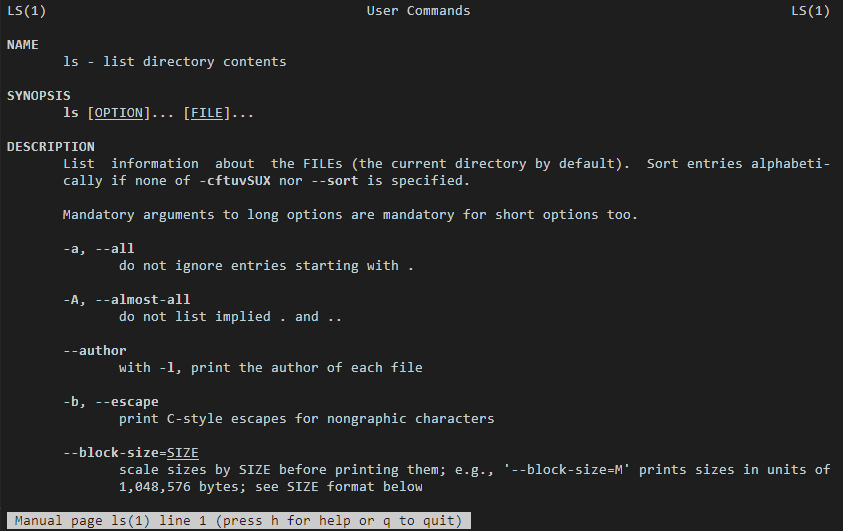 LS(1) User Commands LS(1)
NAME
ls - list directory contents
SYNOPSIS
ls [OPTION]... [FILE]...
DESCRIPTION
List information about the FILEs (the current directory by default). Sort entries alphabeti-
cally if none of -cftuvSUX nor --sort is specified.
Mandatory arguments to long options are mandatory for short options too.
-a, --all
do not ignore entries starting with .
-A, --almost-all
do not list implied . and ..
--author
with -l, print the author of each file
-b, --escape
print C-style escapes for nongraphic characters
--block-size=SIZE
scale sizes by SIZE before printing them; e.g., '--block-size=M' prints sizes in units of
1,048,576 bytes; see SIZE format below
Manual page ls(1) line 1 (press h for help or q to quit)